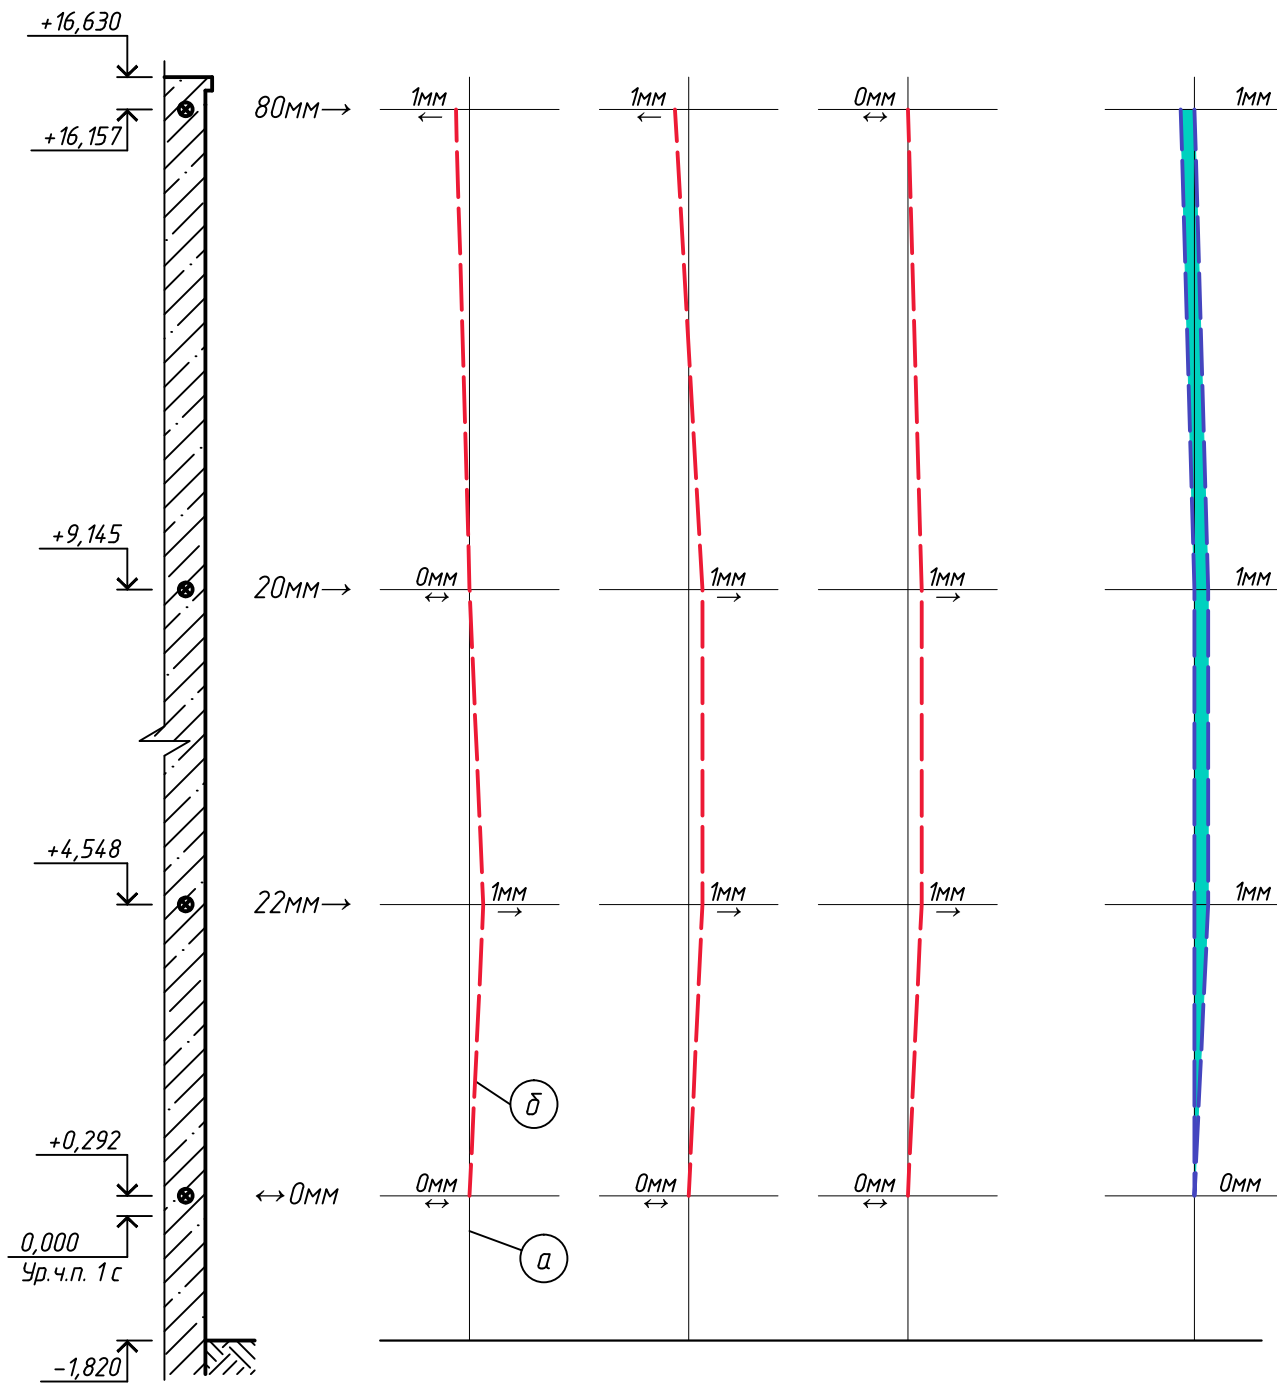 +16,630
+16,157
80мм→
1мм
←
1мм
←
0мм
↔
1мм
+9,145
20мм→
0мм
↔
1мм
→
1мм
→
1мм
+4,548
22мм→
1мм
→
1мм
→
1мм
→
1мм
б
+0,292
↔0мм
0мм
↔
0мм
↔
0мм
↔
0мм
0,000
Ур.ч.п. 1 с
а
-1,820